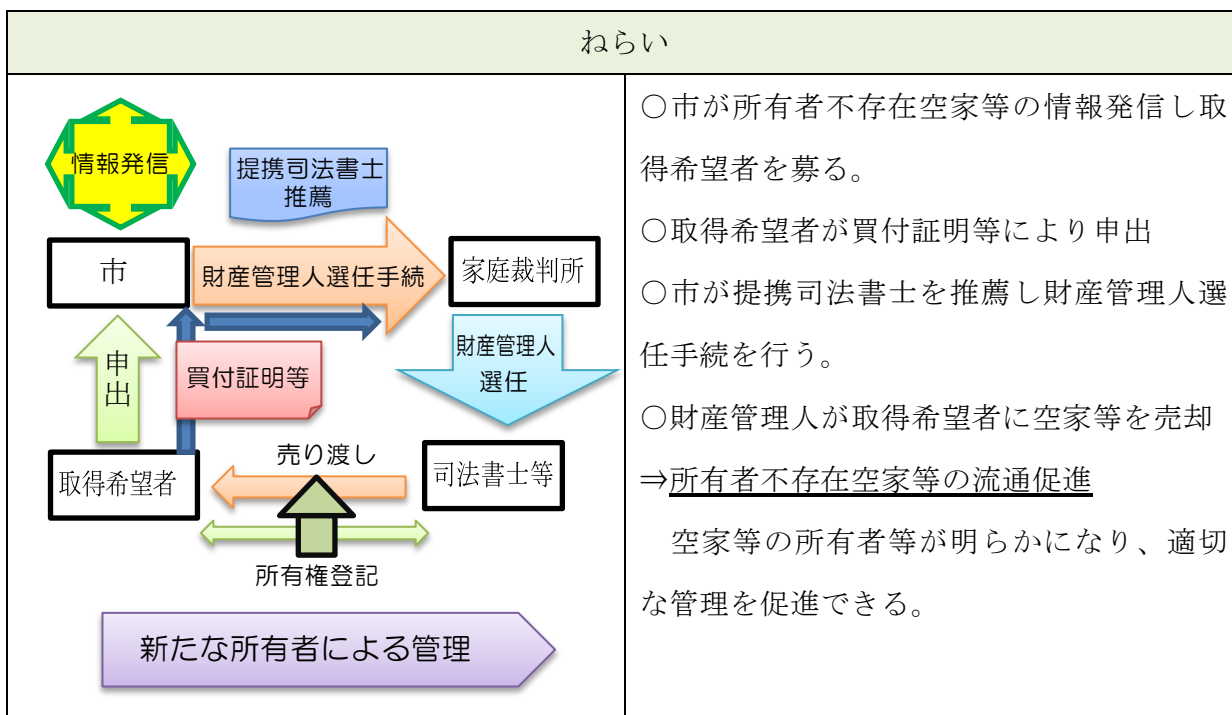 ねらい
情報発信
提携司法書士
推薦
市
財産管理人選任手続
家庭裁判所
申
出
買付証明等
財産管理人
選任
取得希望者
売り渡し
司法書士等
所有権登記
新たな所有者による管理
○市が所有者不存在空家等の情報発信し取
得希望者を募る。
○取得希望者が買付証明等により申出
○市が提携司法書士を推薦し財産管理人選
任手続を行う。
○財産管理人が取得希望者に空家等を売却
⇒所有者不存在空家等の流通促進
空家等の所有者等が明らかになり、適切
な管理を促進できる。